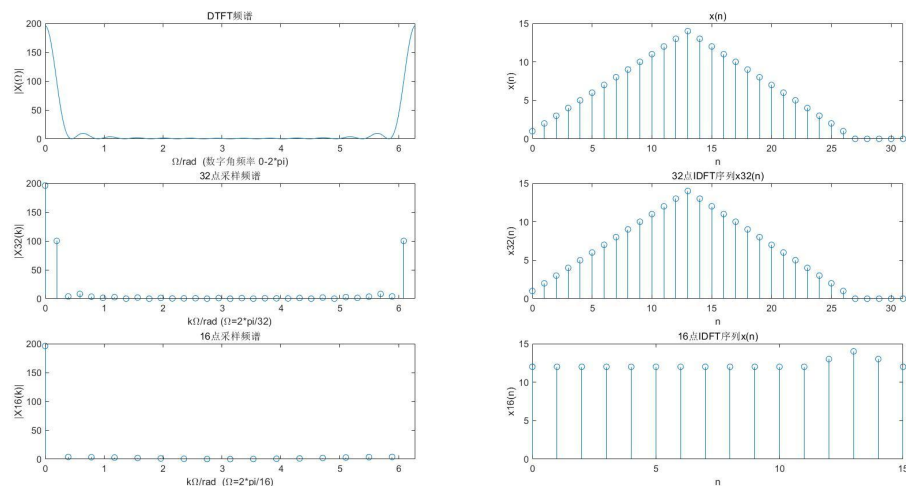 DTFT频谱
200
150
100
50
0
|X(Ω)|
0 1 2 3 4 5 6
Ω/rad (数字角频率 0-2*pi)
x(n)
15
10
5
0
x(n)
0 5 10 15 20 25 30
n
32点采样频谱
200
150
100
50
0
|X32(k)|
0 1 2 3 4 5 6
kΩ/rad (Ω=2*pi/32)
32点IDFT序列x32(n)
15
10
5
0
x32(n)
0 5 10 15 20 25 30
n
16点采样频谱
200
150
100
50
0
|X16(k)|
0 1 2 3 4 5 6
kΩ/rad (Ω=2*pi/16)
16点IDFT序列x(n)
15
10
5
0
x16(n)
0 5 10 15
n